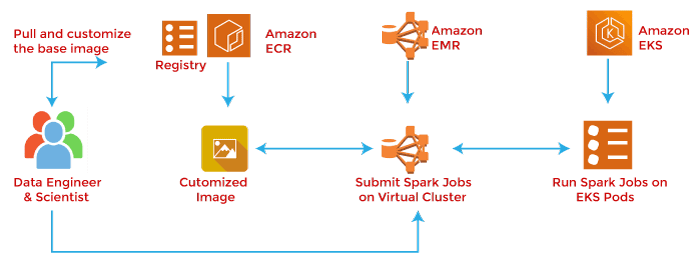 Pull and customize
the base image
Registry
Amazon
ECR
Amazon
EMR
Amazon
EKS
K
Data Engineer
& Scientist
Cutomized
Image
Submit Spark Jobs
on Virtual Cluster
Run Spark Jobs on
EKS Pods